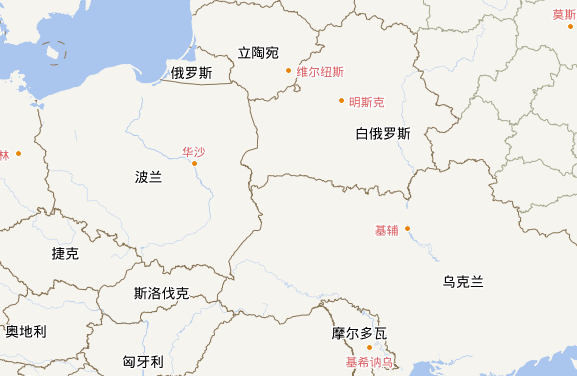 莫斯
立陶宛
俄罗斯
维尔纽斯
明斯克
白俄罗斯
华沙
林
波兰
基辅
捷克
乌克兰
斯洛伐克
奥地利
摩尔多瓦
匈牙利
基希讷乌